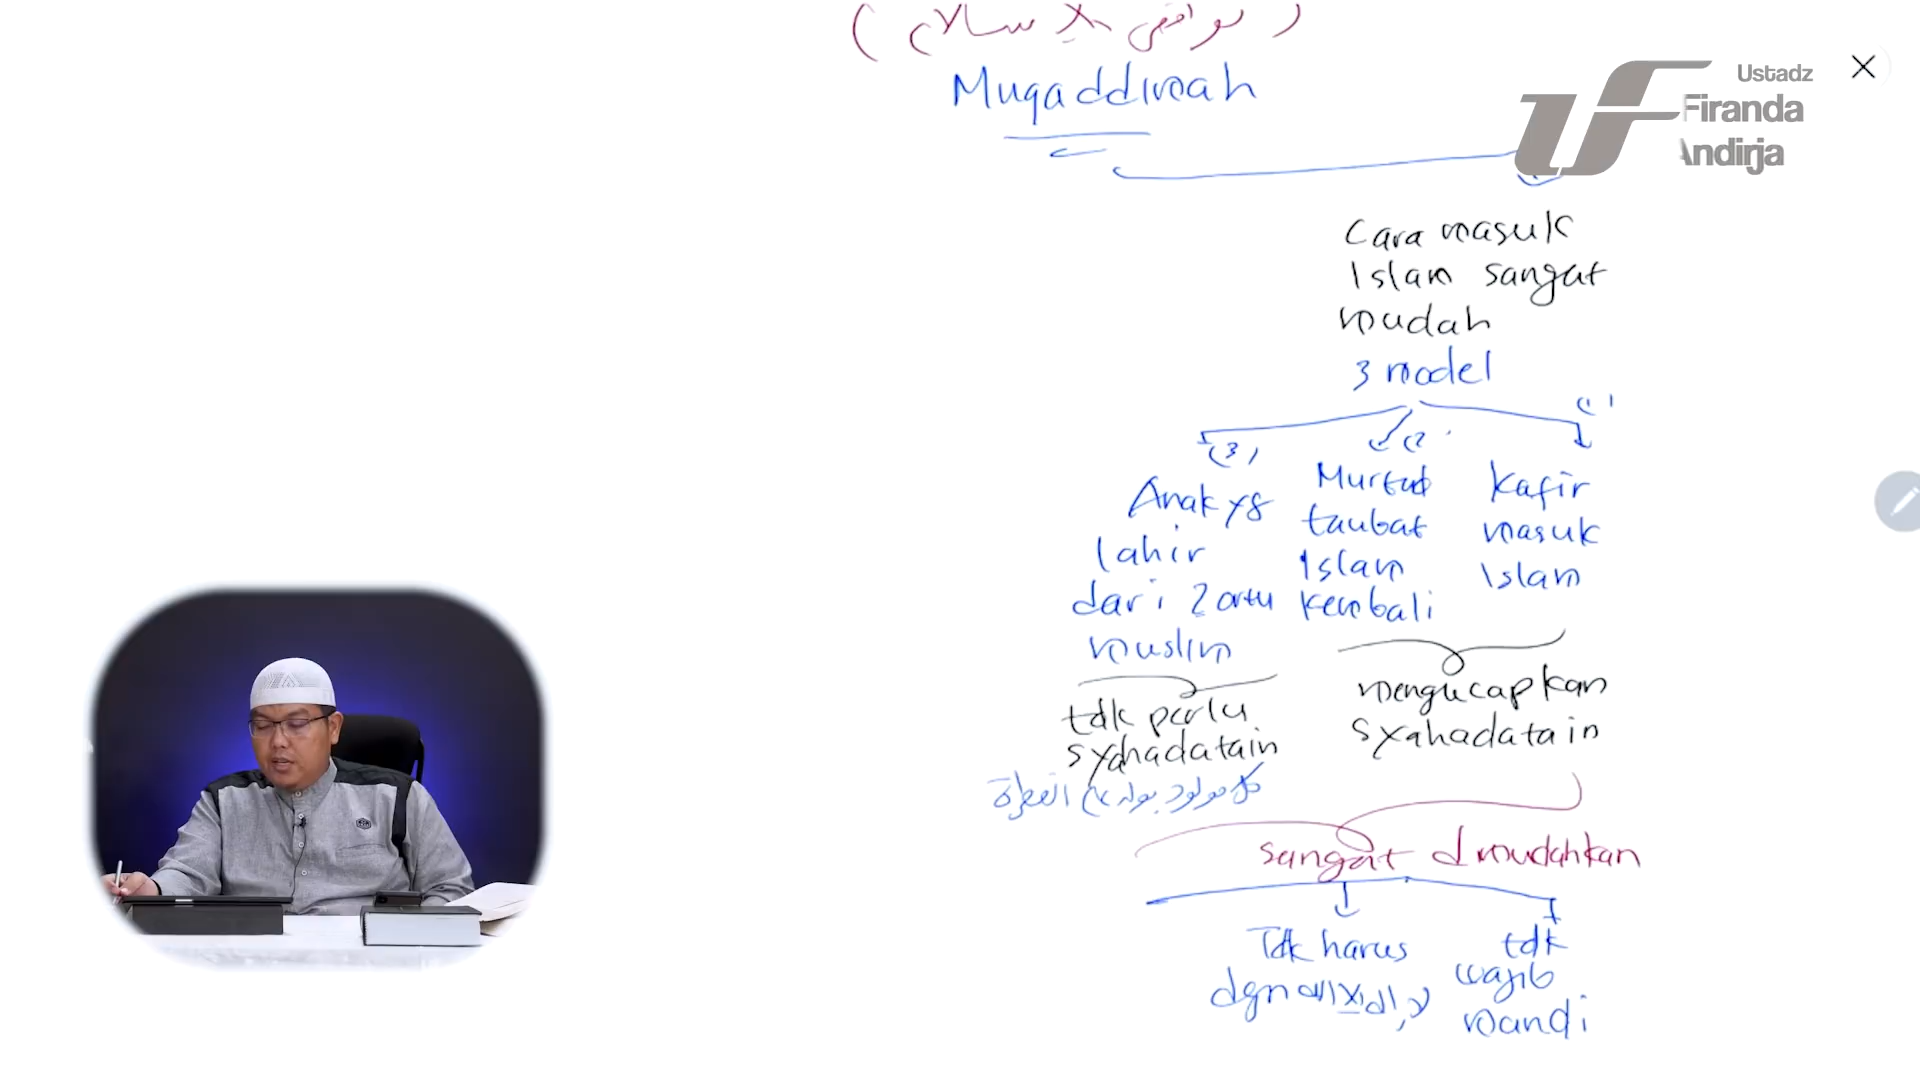 ( نواقض الإسلام )
Muqaddimah
Ustadz
Firanda
Andirja
Cara masuk
Islam sangat
mudah
3 model
(1)
Kafir
masuk
Islam
(2)
Murtad
taubat
Islam
kembali
mengucapkan
syahadatain
(3)
Anak yg
lahir
dari 2 ortu
muslim
tdk perlu
syahadatain
كل مولود يولد على الفطرة
sangat dimudahkan
tdk
wajib
mandi
Tdk harus
dgn لا إله إلا الله